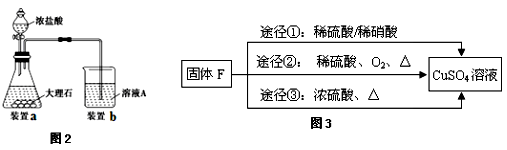 浓盐酸
大理石
溶液A
装置a
装置b
图2
途径①：稀硫酸/稀硝酸
固体 F
途径②： 稀硫酸、O₂、△
CuSO₄溶液
途径③：浓硫酸、△
图3